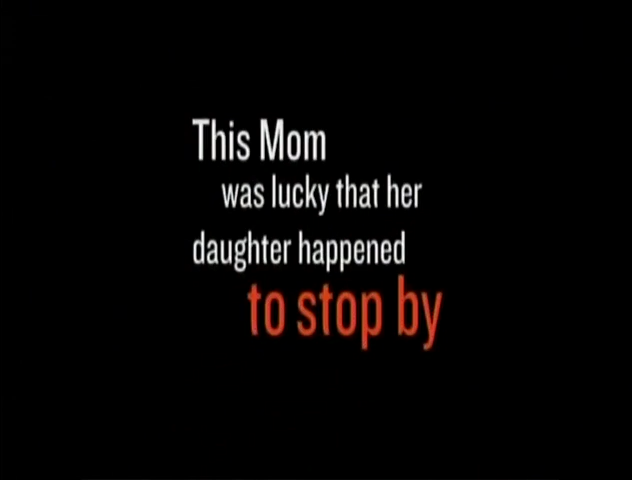 This Mom
was lucky that her
daughter happened
to stop by